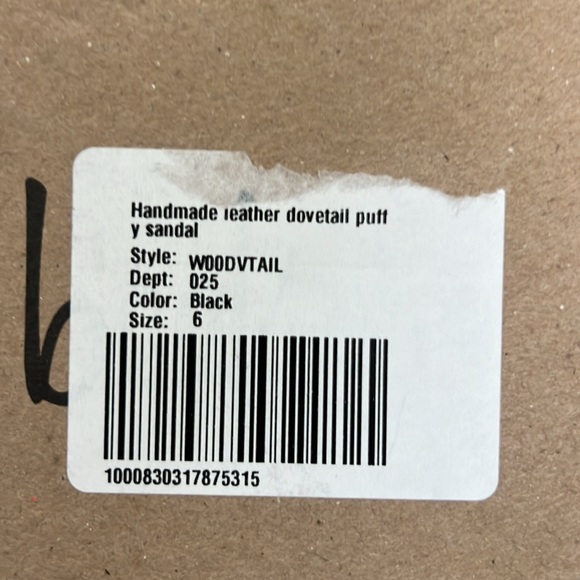 Handmade leather dovetail puff
y sandal
Style: W00DVTAIL
Dept: 025
Color: Black
Size: 6
1000830317875315